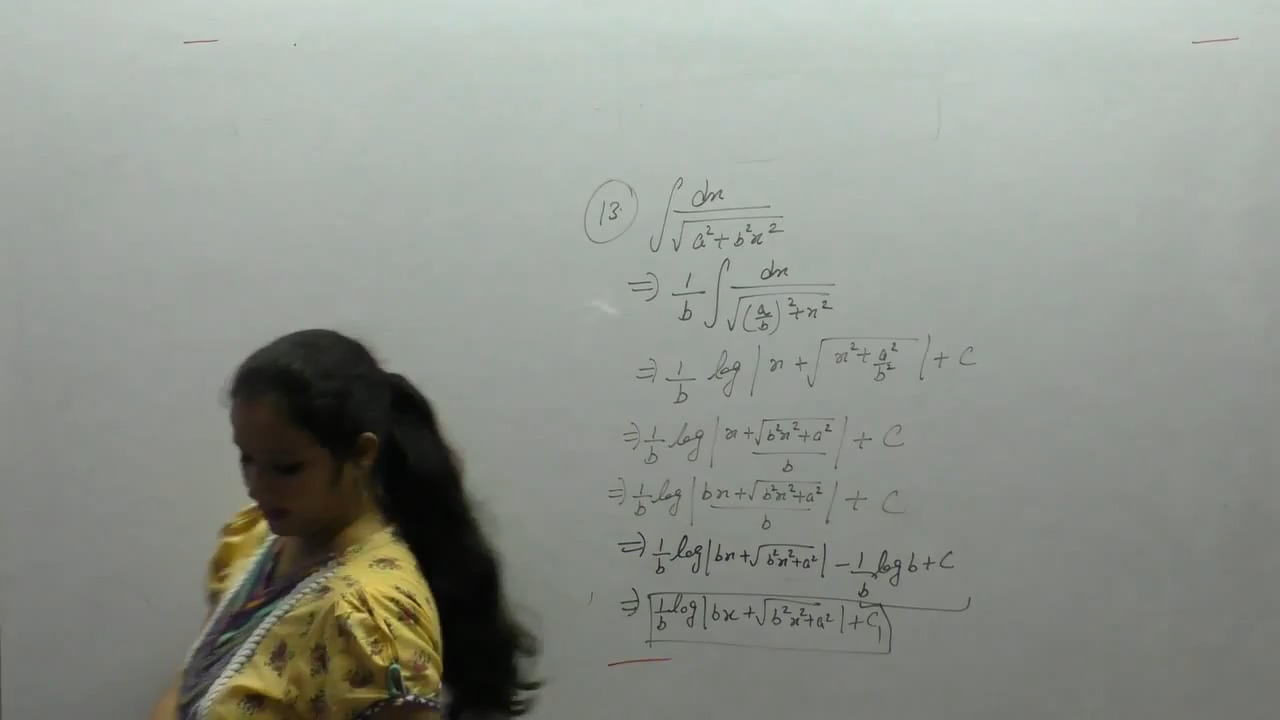 13. ∫ dx / √(a² + b²x²)
⇒ 1/b ∫ dx / √((a/b)² + x²)
⇒ 1/b log | x + √(x² + a²/b²) | + C
⇒ 1/b log | x + √(b²x² + a²)/b | + C
⇒ 1/b log | (bx + √(b²x² + a²))/b | + C
⇒ 1/b log | bx + √(b²x² + a²) | - 1/b log b + C
⇒ 1/b log | bx + √(b²x² + a²) | + C₁